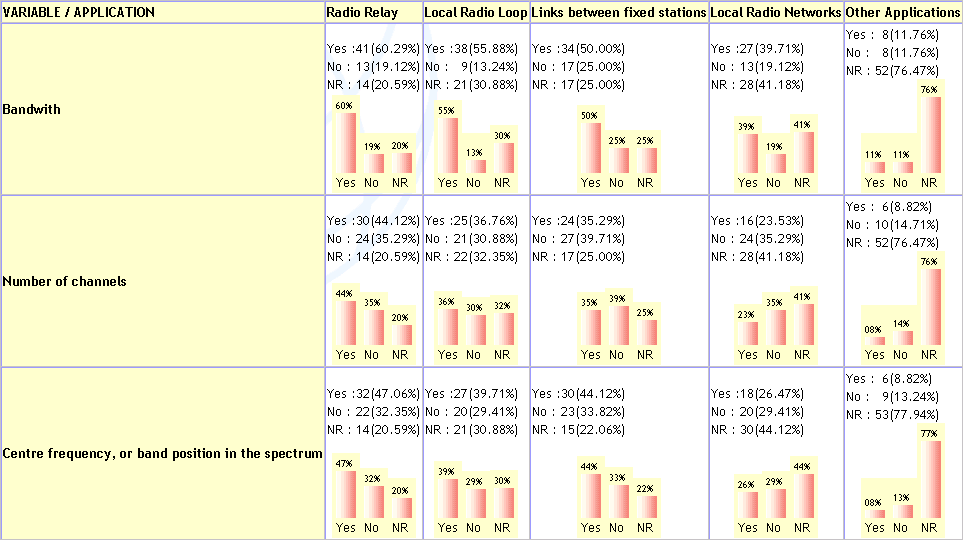 VARIABLE / APPLICATION Radio Relay Local Radio Loop Links between fixed stations Local Radio Networks Other Applications
Bandwith
Yes : 41(60.29%)
No : 13(19.12%)
NR : 14(20.59%)
60% 19% 20%
Yes No NR
Yes : 38(55.88%)
No : 9(13.24%)
NR : 21(30.88%)
55% 13% 30%
Yes No NR
Yes : 34(50.00%)
No : 17(25.00%)
NR : 17(25.00%)
50% 25% 25%
Yes No NR
Yes : 27(39.71%)
No : 13(19.12%)
NR : 28(41.18%)
39% 19% 41%
Yes No NR
Yes : 8(11.76%)
No : 8(11.76%)
NR : 52(76.47%)
11% 11% 76%
Yes No NR
Number of channels
Yes : 30(44.12%)
No : 24(35.29%)
NR : 14(20.59%)
44% 35% 20%
Yes No NR
Yes : 25(36.76%)
No : 21(30.88%)
NR : 22(32.35%)
36% 30% 32%
Yes No NR
Yes : 24(35.29%)
No : 27(39.71%)
NR : 17(25.00%)
35% 39% 25%
Yes No NR
Yes : 16(23.53%)
No : 24(35.29%)
NR : 28(41.18%)
23% 35% 41%
Yes No NR
Yes : 6(8.82%)
No : 10(14.71%)
NR : 52(76.47%)
08% 14% 76%
Yes No NR
Centre frequency, or band position in the spectrum
Yes : 32(47.06%)
No : 22(32.35%)
NR : 14(20.59%)
47% 32% 20%
Yes No NR
Yes : 27(39.71%)
No : 20(29.41%)
NR : 21(30.88%)
39% 29% 30%
Yes No NR
Yes : 30(44.12%)
No : 23(33.82%)
NR : 15(22.06%)
44% 33% 22%
Yes No NR
Yes : 18(26.47%)
No : 20(29.41%)
NR : 30(44.12%)
26% 29% 44%
Yes No NR
Yes : 6(8.82%)
No : 9(13.24%)
NR : 53(77.94%)
08% 13% 77%
Yes No NR